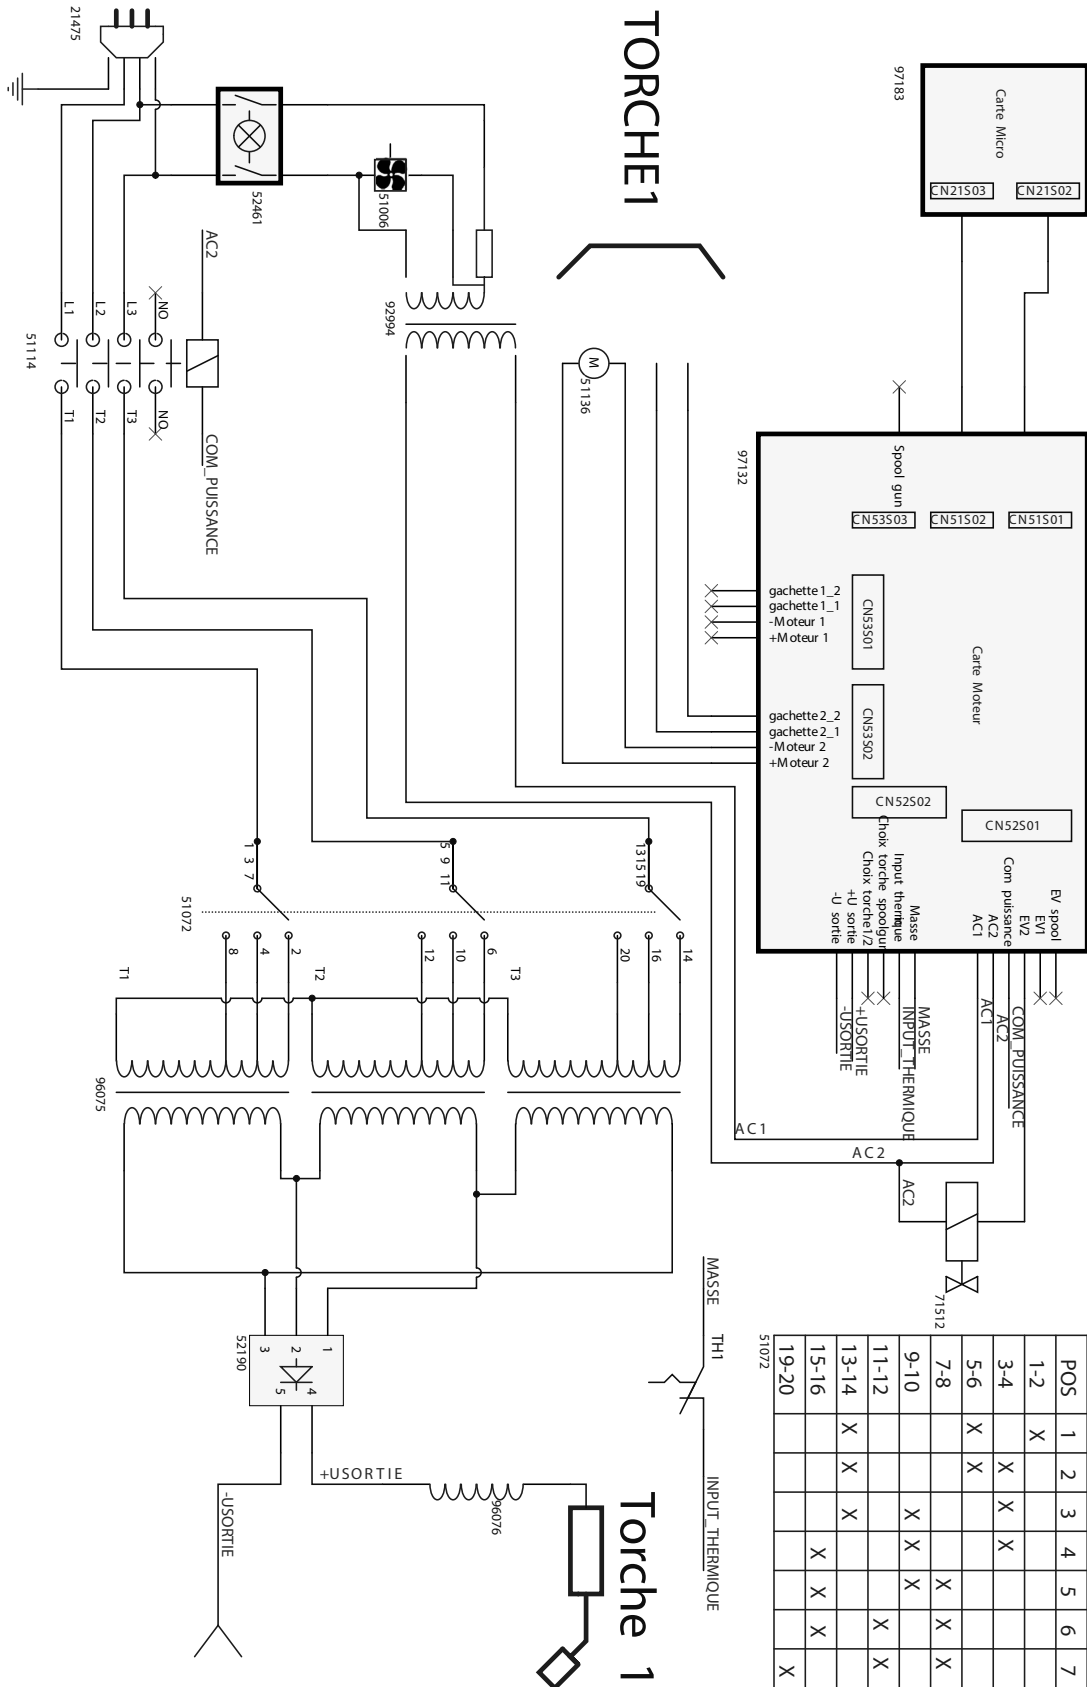 21475
52461
51006
92994
AC2
COM_PUISSANCE
L1
L2
L3
NO
51114
T1
T2
T3
NO
TORCHE1
M
51136
97183
Carte Micro
CN21S03
CN21S02
97132
Spool gun
CN53S03
CN51S02
CN51S01
gachette1_2
gachette1_1
-Moteur 1
+Moteur 1
CN53S01
Carte Moteur
gachette2_2
gachette2_1
-Moteur 2
+Moteur 2
CN53S02
CN52S02
CN52S01
-U sortie
+U sortie
Choix torche1/2
Choix torche spoolgun
Input thermique
Masse
AC1
AC2
Com puissance
EV2
EV1
EV spool
-USORTIE
+USORTIE
INPUT_THERMIQUE
MASSE
AC1
AC2
COM_PUISSANCE
AC1
AC2
AC2
71512
1 3 7
5 9 11
13 15 19
51072
8
4
2
12
10
6
20
16
14
T1
T2
T3
96075
52190
3
2
1
5
4
+USORTIE
-USORTIE
96076
Torche 1
MASSE
TH1
INPUT_THERMIQUE
POS 1 2 3 4 5 6 7
1-2 X
3-4 X X X
5-6 X X
7-8 X X X
9-10 X X X
11-12 X X
13-14 X X X
15-16 X X X
19-20 X
51072